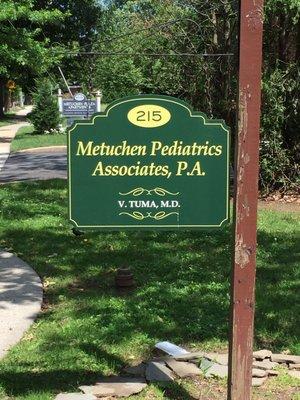 215
Metuchen Pediatrics
Associates, P.A.
V. TUMA, M.D.